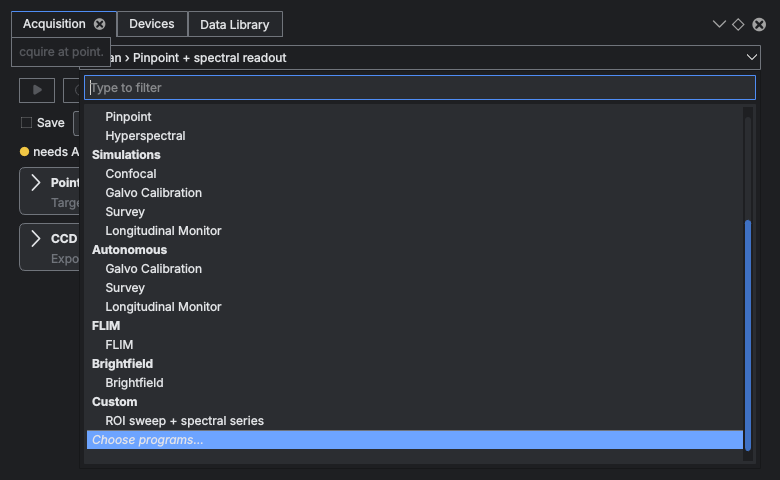 Acquisition
Devices
Data Library
cquire at point.
an › Pinpoint + spectral readout
Type to filter
Save
Pinpoint
Hyperspectral
needs A
Simulations
Confocal
Point
Galvo Calibration
Targe
Survey
Longitudinal Monitor
CCD
Autonomous
Expo
Galvo Calibration
Survey
Longitudinal Monitor
FLIM
FLIM
Brightfield
Brightfield
Custom
ROI sweep + spectral series
Choose programs...